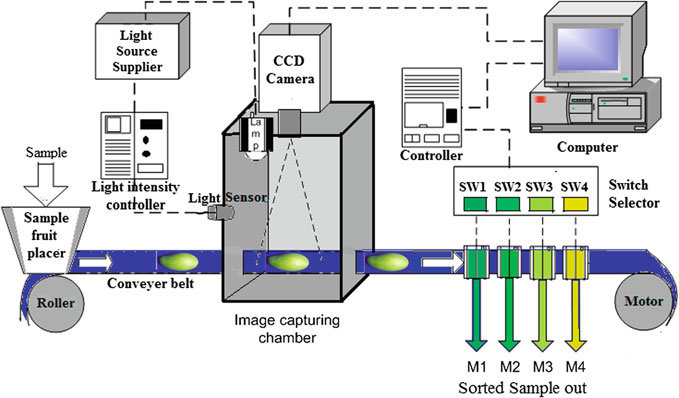 Light
Source
Supplier
CCD
Camera
La
m
p
Controller
Computer
Sample
Light intensity
controller
Light Sensor
SW1 SW2 SW3 SW4
Switch
Selector
Sample
fruit
placer
Conveyer belt
Roller
Motor
Image capturing
chamber
M1 M2 M3 M4
Sorted Sample out